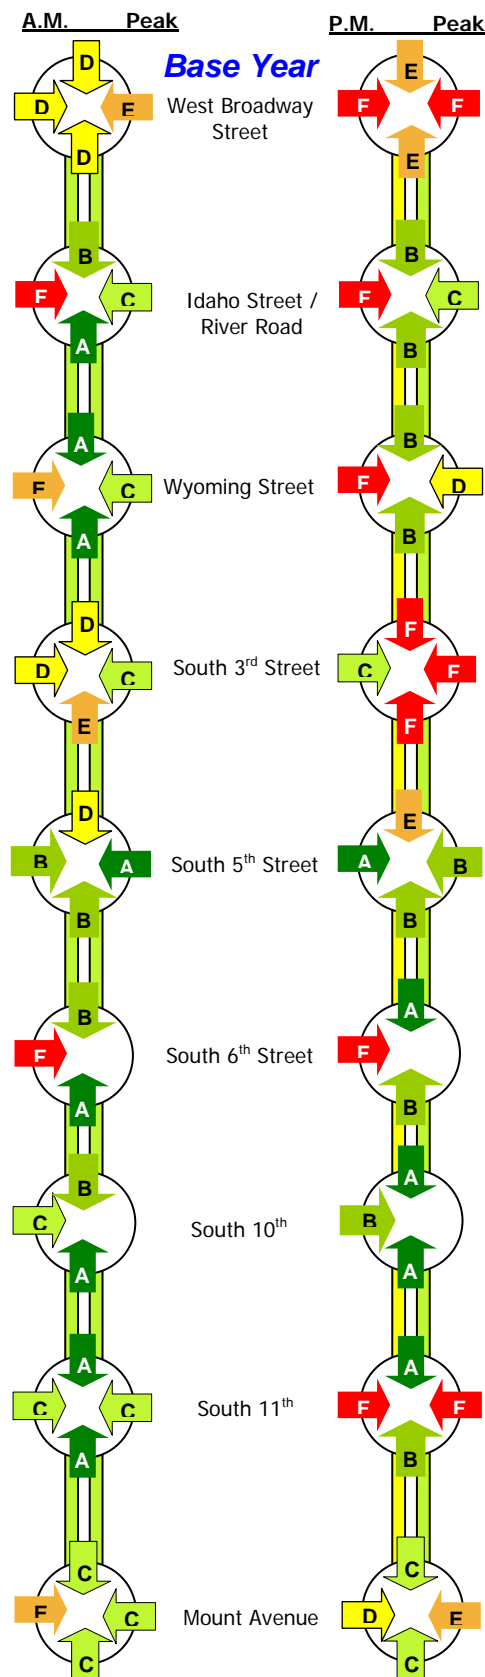 A.M. Peak P.M. Peak
Base Year
D E
D E West Broadway F F
Street
D E
B B
F C Idaho Street / F C
River Road
A B
A B
E C Wyoming Street F D
A B
D F
D C South 3rd Street C F
E F
D E
B A South 5th Street A B
B B
B A
F South 6th Street F
A B
B A
C South 10th B
A A
A A
C C South 11th F F
A B
C C
E C Mount Avenue D E
C C